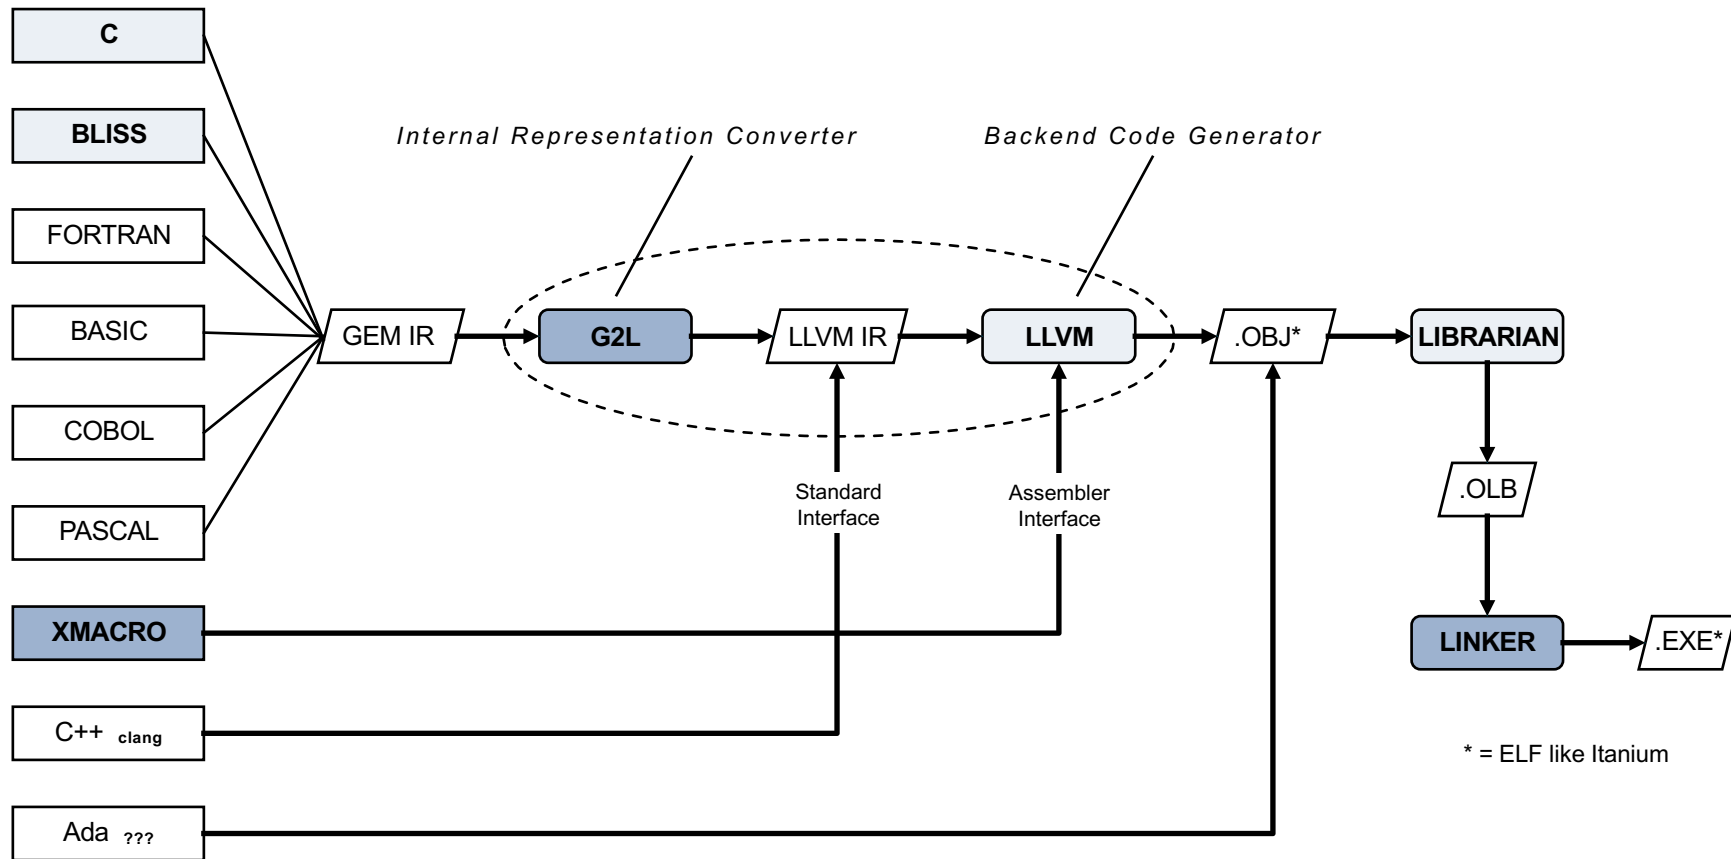 C
BLISS
FORTRAN
BASIC
COBOL
PASCAL
XMACRO
C++ clang
Ada ???
Internal Representation Converter
Backend Code Generator
GEM IR
G2L
LLVM IR
LLVM
.OBJ*
LIBRARIAN
Standard
Interface
Assembler
Interface
.OLB
LINKER
.EXE*
* = ELF like Itanium